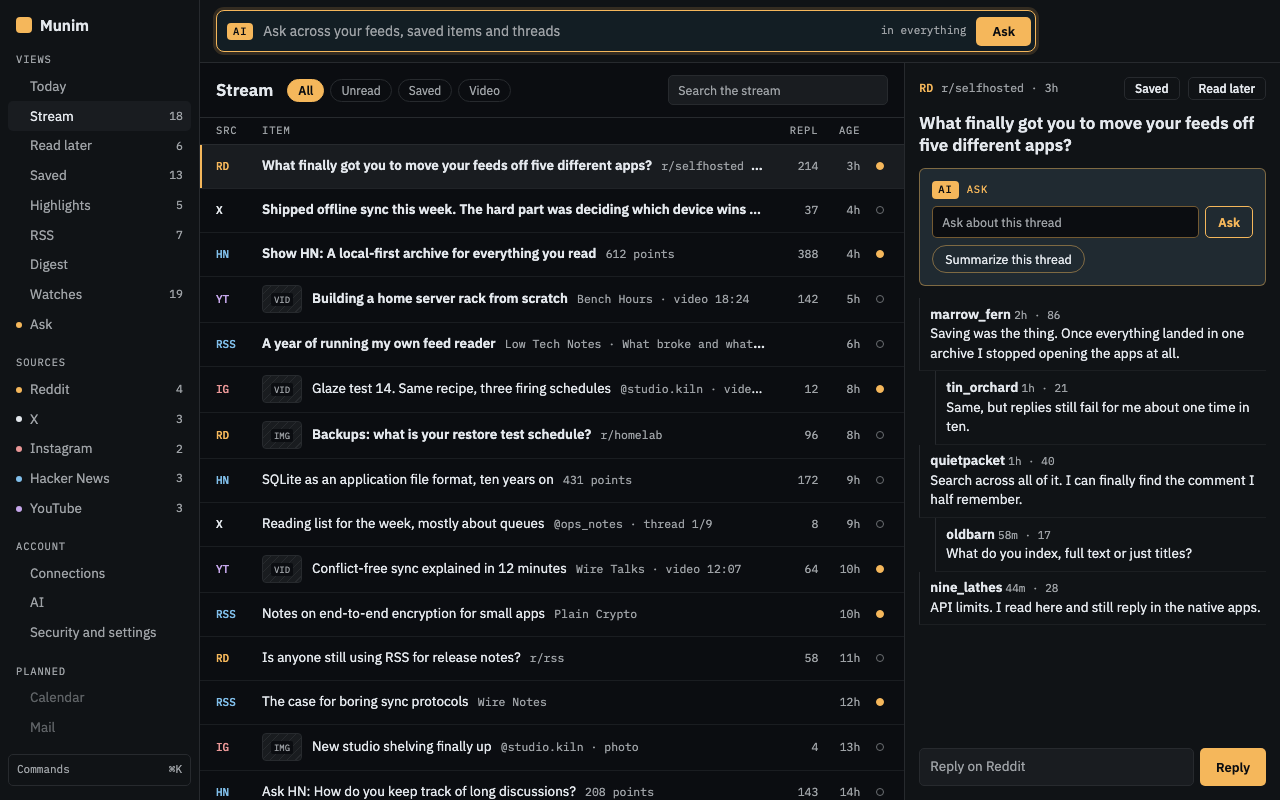 Munim
VIEWS
Today
Stream 18
Read later 6
Saved 13
Highlights 5
RSS 7
Digest
Watches 19
Ask
SOURCES
Reddit 4
X 3
Instagram 2
Hacker News 3
YouTube 3
ACCOUNT
Connections
AI
Security and settings
PLANNED
Calendar
Mail
Commands ⌘K
AI Ask across your feeds, saved items and threads in everything Ask
Stream All Unread Saved Video Search the stream
SRC ITEM REPL AGE
RD What finally got you to move your feeds off five different apps? r/selfhosted … 214 3h
X Shipped offline sync this week. The hard part was deciding which device wins … 37 4h
HN Show HN: A local-first archive for everything you read 612 points 388 4h
YT VID Building a home server rack from scratch Bench Hours · video 18:24 142 5h
RSS A year of running my own feed reader Low Tech Notes · What broke and what… 6h
IG VID Glaze test 14. Same recipe, three firing schedules @studio.kiln · vide… 12 8h
RD IMG Backups: what is your restore test schedule? r/homelab 96 8h
HN SQLite as an application file format, ten years on 431 points 172 9h
X Reading list for the week, mostly about queues @ops_notes · thread 1/9 8 9h
YT VID Conflict-free sync explained in 12 minutes Wire Talks · video 12:07 64 10h
RSS Notes on end-to-end encryption for small apps Plain Crypto 10h
RD Is anyone still using RSS for release notes? r/rss 58 11h
RSS The case for boring sync protocols Wire Notes 12h
IG IMG New studio shelving finally up @studio.kiln · photo 4 13h
HN Ask HN: How do you keep track of long discussions? 208 points 143 14h
RD r/selfhosted · 3h Saved Read later
What finally got you to move your feeds off
five different apps?
AI ASK
Ask about this thread Ask
Summarize this thread
marrow_fern 2h · 86
Saving was the thing. Once everything landed in one
archive I stopped opening the apps at all.
tin_orchard 1h · 21
Same, but replies still fail for me about one time in
ten.
quietpacket 1h · 40
Search across all of it. I can finally find the comment I
half remember.
oldbarn 58m · 17
What do you index, full text or just titles?
nine_lathes 44m · 28
API limits. I read here and still reply in the native apps.
Reply on Reddit Reply